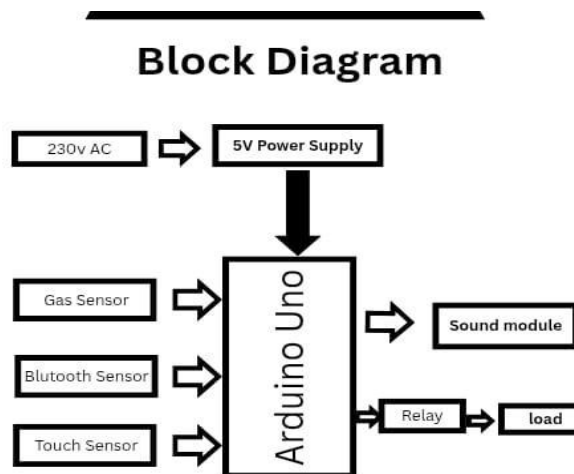 Block Diagram
230v AC
5V Power Supply
Arduino Uno
Gas Sensor
Blutooth Sensor
Touch Sensor
Sound module
Relay
load